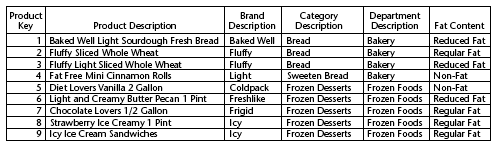 Product Key Product Description Brand Description Category Description Department Description Fat Content
1 Baked Well Light Sourdough Fresh Bread Baked Well Bread Bakery Reduced Fat
2 Fluffy Sliced Whole Wheat Fluffy Bread Bakery Regular Fat
3 Fluffy Light Sliced Whole Wheat Fluffy Bread Bakery Reduced Fat
4 Fat Free Mini Cinnamon Rolls Light Sweeten Bread Bakery Non-Fat
5 Diet Lovers Vanilla 2 Gallon Coldpack Frozen Desserts Frozen Foods Non-Fat
6 Light and Creamy Butter Pecan 1 Pint Freshlike Frozen Desserts Frozen Foods Reduced Fat
7 Chocolate Lovers 1/2 Gallon Frigid Frozen Desserts Frozen Foods Regular Fat
8 Strawberry Ice Creamy 1 Pint Icy Frozen Desserts Frozen Foods Regular Fat
9 Icy Ice Cream Sandwiches Icy Frozen Desserts Frozen Foods Regular Fat